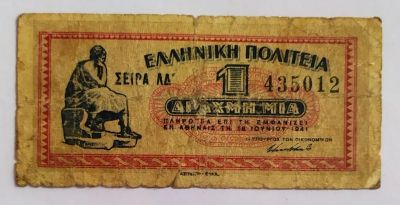 ΕΛΛΗΝΙΚΗ ΠΟΛΙΤΕΙΑ
ΣΕΙΡΑ ΛΔ'
1 435012
ΔΡΑΧΜΗ ΜΙΑ
ΠΛΗΡΩΤΕΑ ΕΠΙ ΤΗ ΕΜΦΑΝΙΣΕΙ
ΕΝ ΑΘΗΝΑΙΣ ΤΗ 18 ΙΟΥΝΙΟΥ 1941
Ο ΥΠΟΥΡΓΟΣ ΤΩΝ ΟΙΚΟΝΟΜΙΚΩΝ